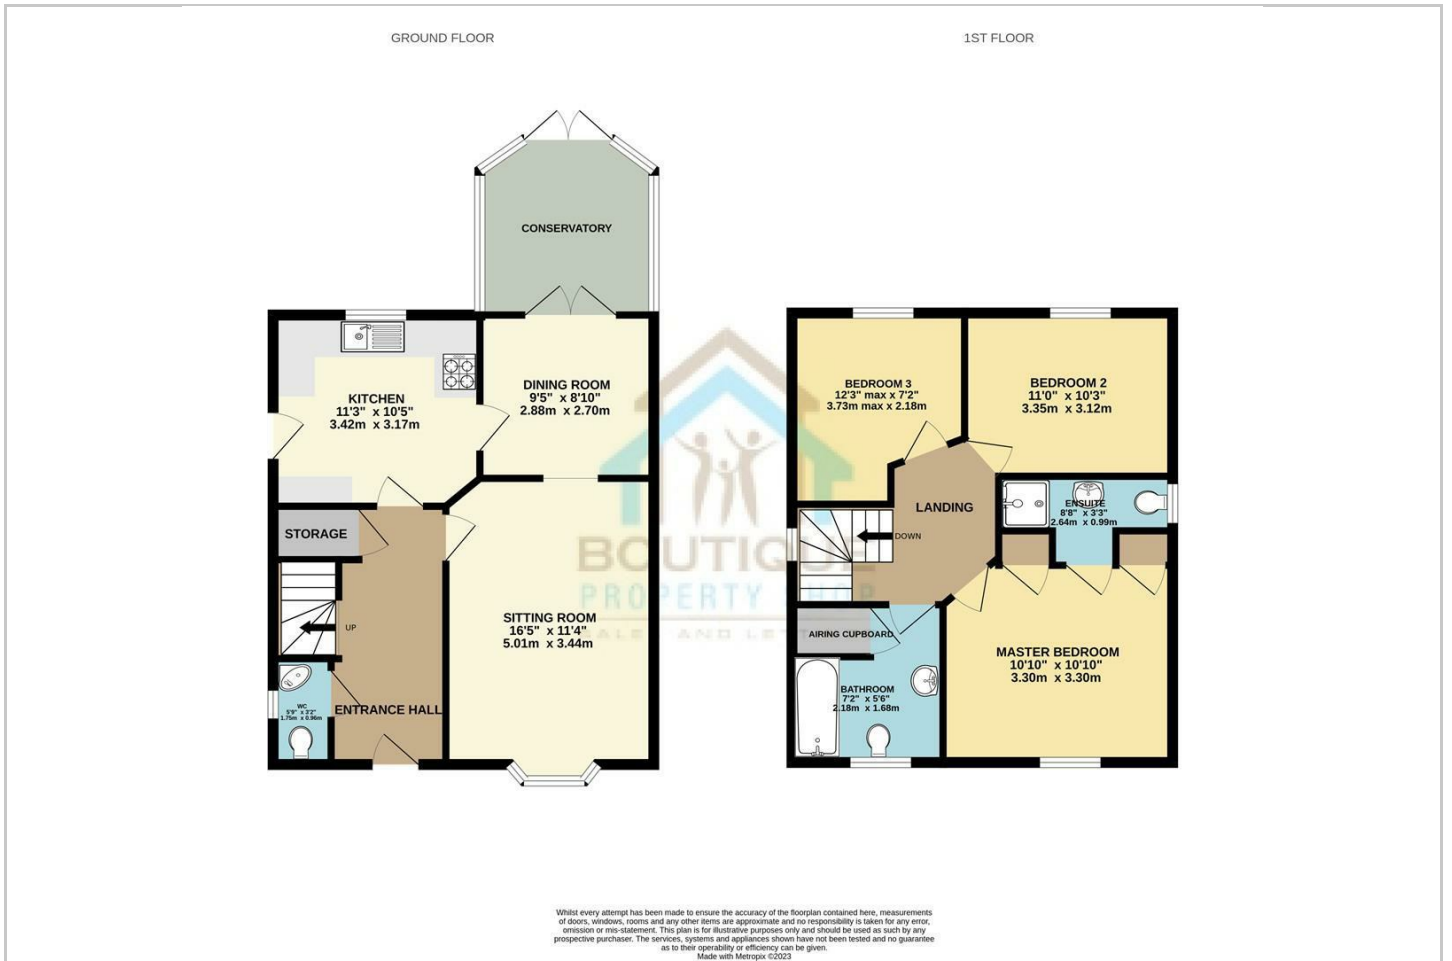 GROUND FLOOR
1ST FLOOR
CONSERVATORY
KITCHEN
11'3" x 10'5"
3.42m x 3.17m
DINING ROOM
9'5" x 8'10"
2.88m x 2.70m
STORAGE
UP
SITTING ROOM
16'5" x 11'4"
5.01m x 3.44m
WC
5'9" x 3'2"
1.75m x 0.96m
ENTRANCE HALL
BEDROOM 3
12'3" max x 7'2"
3.73m max x 2.18m
BEDROOM 2
11'0" x 10'3"
3.35m x 3.12m
LANDING
ENSUITE
8'8" x 3'3"
2.64m x 0.99m
DOWN
AIRING CUPBOARD
MASTER BEDROOM
10'10" x 10'10"
3.30m x 3.30m
BATHROOM
7'2" x 5'6"
2.18m x 1.68m
BOUTIQUE
PROPERTY SHOP
Whilst every attempt has been made to ensure the accuracy of the floorplan contained here, measurements
of doors, windows, rooms and any other items are approximate and no responsibility is taken for any error,
omission or mis-statement. This plan is for illustrative purposes only and should be used as such by any
prospective purchaser. The services, systems and appliances shown have not been tested and no guarantee
as to their operability or efficiency can be given.
Made with Metropix ©2023